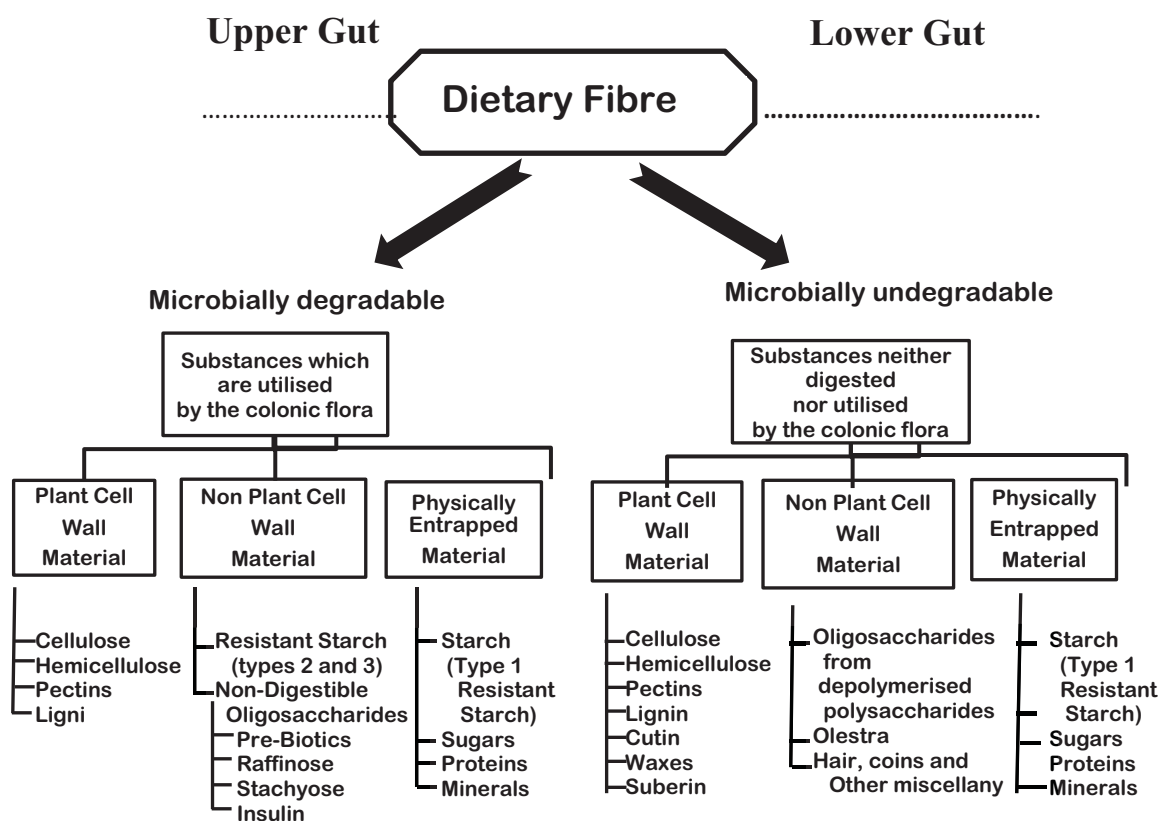 Upper Gut
Lower Gut
Dietary Fibre
Microbially degradable
Substances which
are utilised
by the colonic flora
Plant Cell
Wall
Material
Cellulose
Hemicellulose
Pectins
Ligni
Non Plant Cell
Wall
Material
Resistant Starch
(types 2 and 3)
Non-Digestible
Oligosaccharides
Pre-Biotics
Raffinose
Stachyose
Insulin
Physically
Entrapped
Material
Starch
(Type 1
Resistant
Starch)
Sugars
Proteins
Minerals
Microbially undegradable
Substances neither
digested
nor utilised
by the colonic flora
Plant Cell
Wall
Material
Cellulose
Hemicellulose
Pectins
Lignin
Cutin
Waxes
Suberin
Non Plant Cell
Wall
Material
Oligosaccharides
from
depolymerised
polysaccharides
Olestra
Hair, coins and
Other miscellany
Physically
Entrapped
Material
Starch
(Type 1
Resistant
Starch)
Sugars
Proteins
Minerals